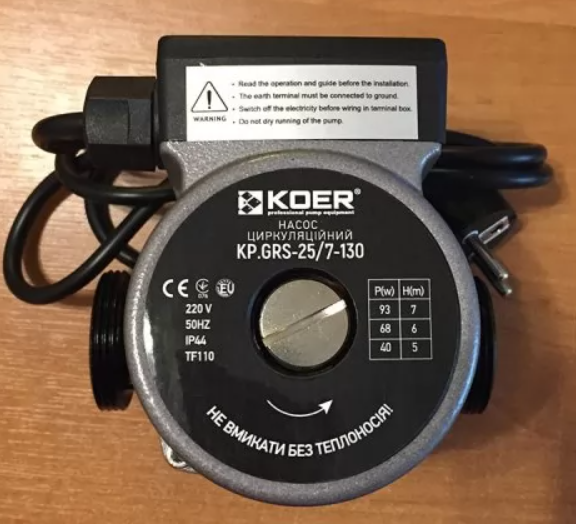 • Read the operation and guide before the installation.
• The earth terminal must be connected to ground.
• Switch off the electricity before wiring in terminal box.
• Do not dry running of the pump.
WARNING
KOER®
professional pump equipment
НАСОС
ЦИРКУЛЯЦІЙНИЙ
KP.GRS-25/7-130
CE
EU
220 V
50HZ
IP44
TF110
P(w) H(m)
93 7
68 6
40 5
НЕ ВМИКАТИ БЕЗ ТЕПЛОНОСІЯ!